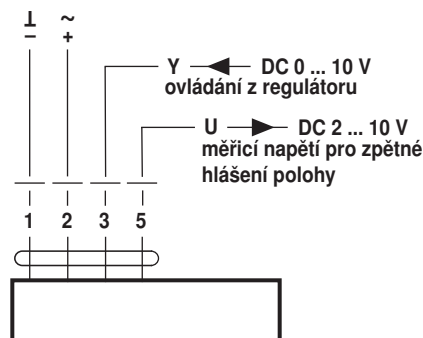 ⊥ ~
− +
Y DC 0 ... 10 V
ovládání z regulátoru
U DC 2 ... 10 V
měřicí napětí pro zpětné
hlášení polohy
1 2 3 5